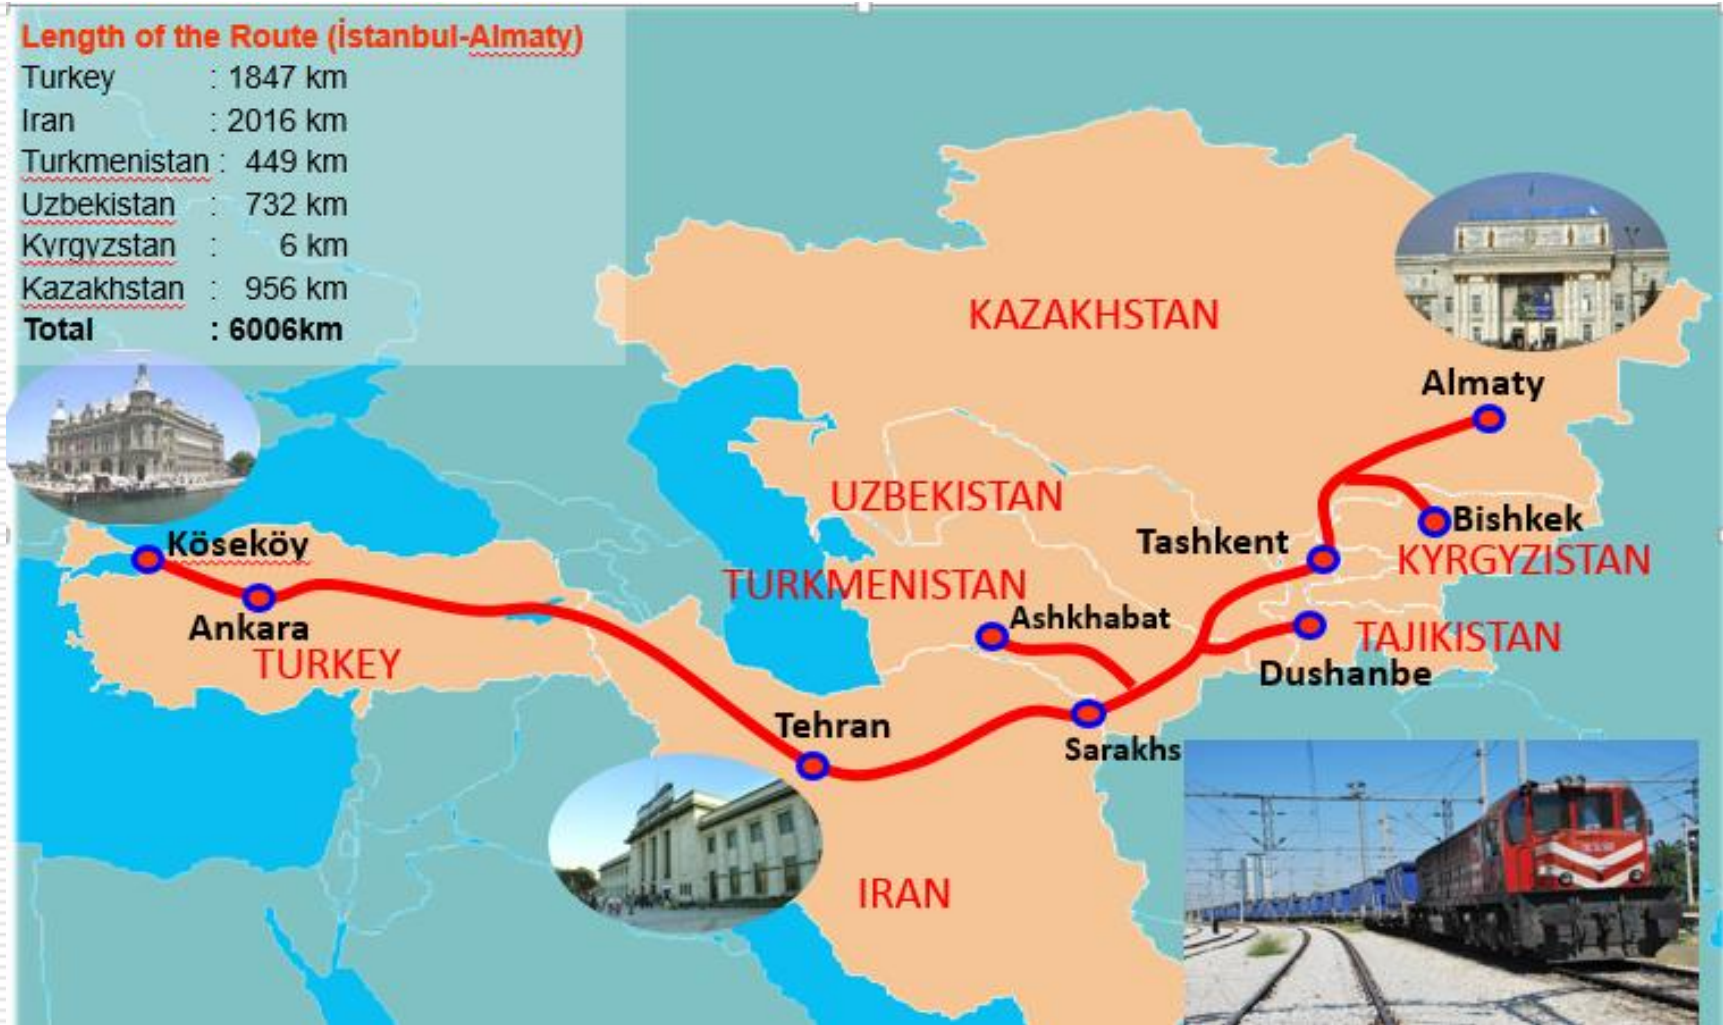 Length of the Route (İstanbul-Almaty)
Turkey : 1847 km
Iran : 2016 km
Turkmenistan : 449 km
Uzbekistan : 732 km
Kyrgyzstan : 6 km
Kazakhstan : 956 km
Total : 6006km
KAZAKHSTAN
Almaty
UZBEKISTAN
Bishkek
Köseköy
Tashkent
KYRGYZISTAN
TURKMENISTAN
Ankara
Ashkhabat
TAJIKISTAN
TURKEY
Dushanbe
Tehran
Sarakhs
IRAN